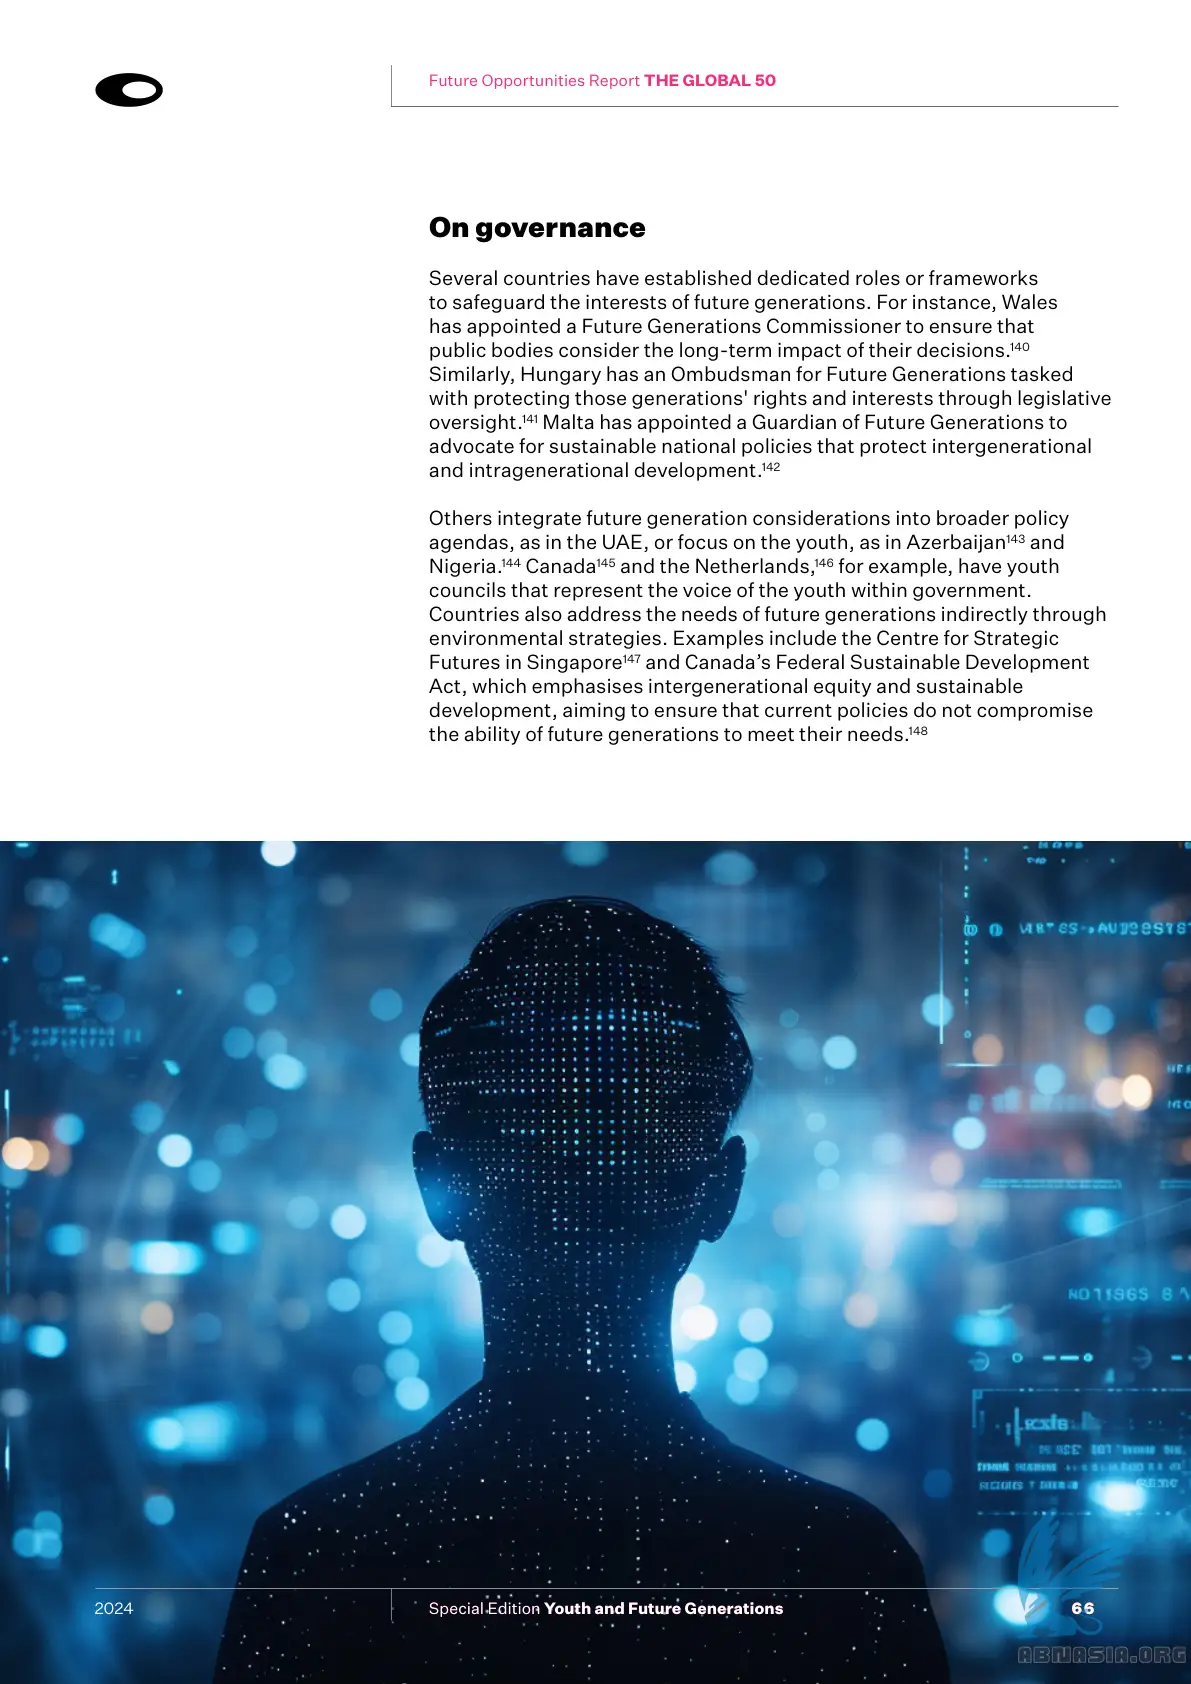 Future Opportunities Report THE GLOBAL 50
On governance
Several countries have established dedicated roles or frameworks
to safeguard the interests of future generations. For instance, Wales
has appointed a Future Generations Commissioner to ensure that
public bodies consider the long-term impact of their decisions.140
Similarly, Hungary has an Ombudsman for Future Generations tasked
with protecting those generations' rights and interests through legislative
oversight.141 Malta has appointed a Guardian of Future Generations to
advocate for sustainable national policies that protect intergenerational
and intragenerational development.142
Others integrate future generation considerations into broader policy
agendas, as in the UAE, or focus on the youth, as in Azerbaijan143 and
Nigeria.144 Canada145 and the Netherlands,146 for example, have youth
councils that represent the voice of the youth within government.
Countries also address the needs of future generations indirectly through
environmental strategies. Examples include the Centre for Strategic
Futures in Singapore147 and Canada’s Federal Sustainable Development
Act, which emphasises intergenerational equity and sustainable
development, aiming to ensure that current policies do not compromise
the ability of future generations to meet their needs.148
2024
Special Edition Youth and Future Generations
66
ABNASIA.ORG